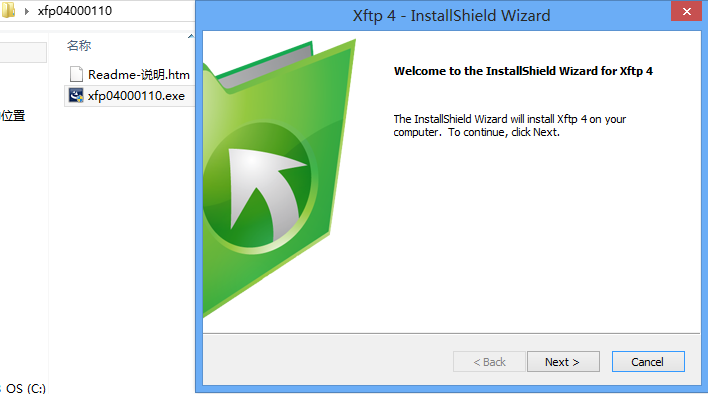 xfp04000110
Xftp 4 - InstallShield Wizard
名称
Readme-说明.htm
xfp04000110.exe
位置
OS (C:)
Welcome to the InstallShield Wizard for Xftp 4
The InstallShield Wizard will install Xftp 4 on your
computer. To continue, click Next.
< Back
Next >
Cancel